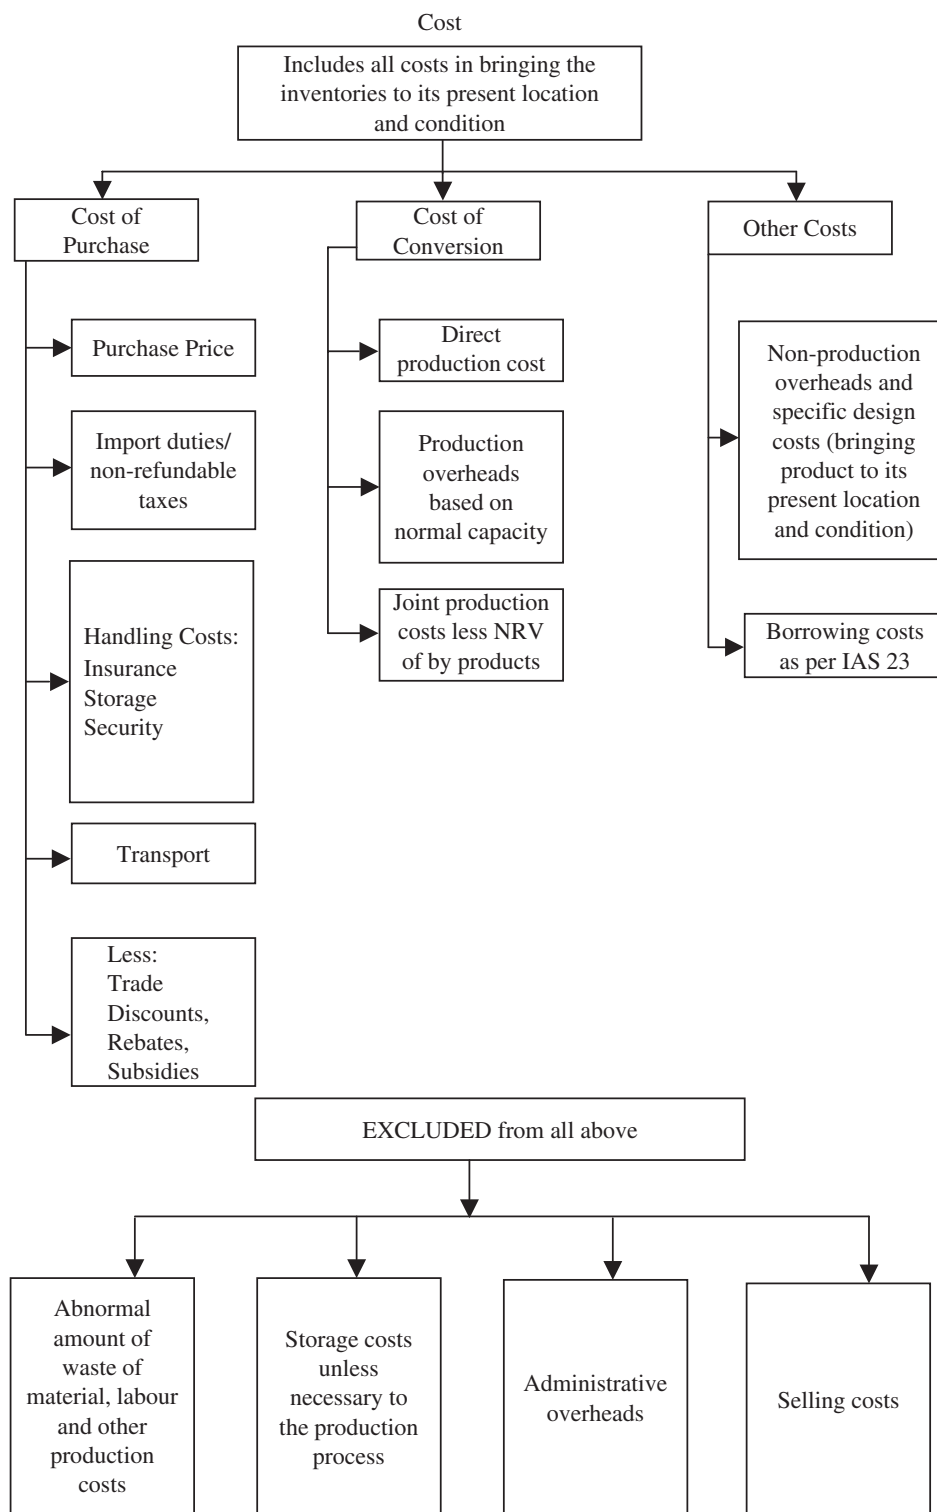 Cost
Includes all costs in bringing the
inventories to its present location
and condition
Cost of
Purchase
Purchase Price
Import duties/
non-refundable
taxes
Handling Costs:
Insurance
Storage
Security
Transport
Less:
Trade
Discounts,
Rebates,
Subsidies
Cost of
Conversion
Direct
production cost
Production
overheads
based on
normal capacity
Joint production
costs less NRV
of by products
Other Costs
Non-production
overheads and
specific design
costs (bringing
product to its
present location
and condition)
Borrowing costs
as per IAS 23
EXCLUDED from all above
Abnormal
amount of
waste of
material, labour
and other
production
costs
Storage costs
unless
necessary to
the production
process
Administrative
overheads
Selling costs